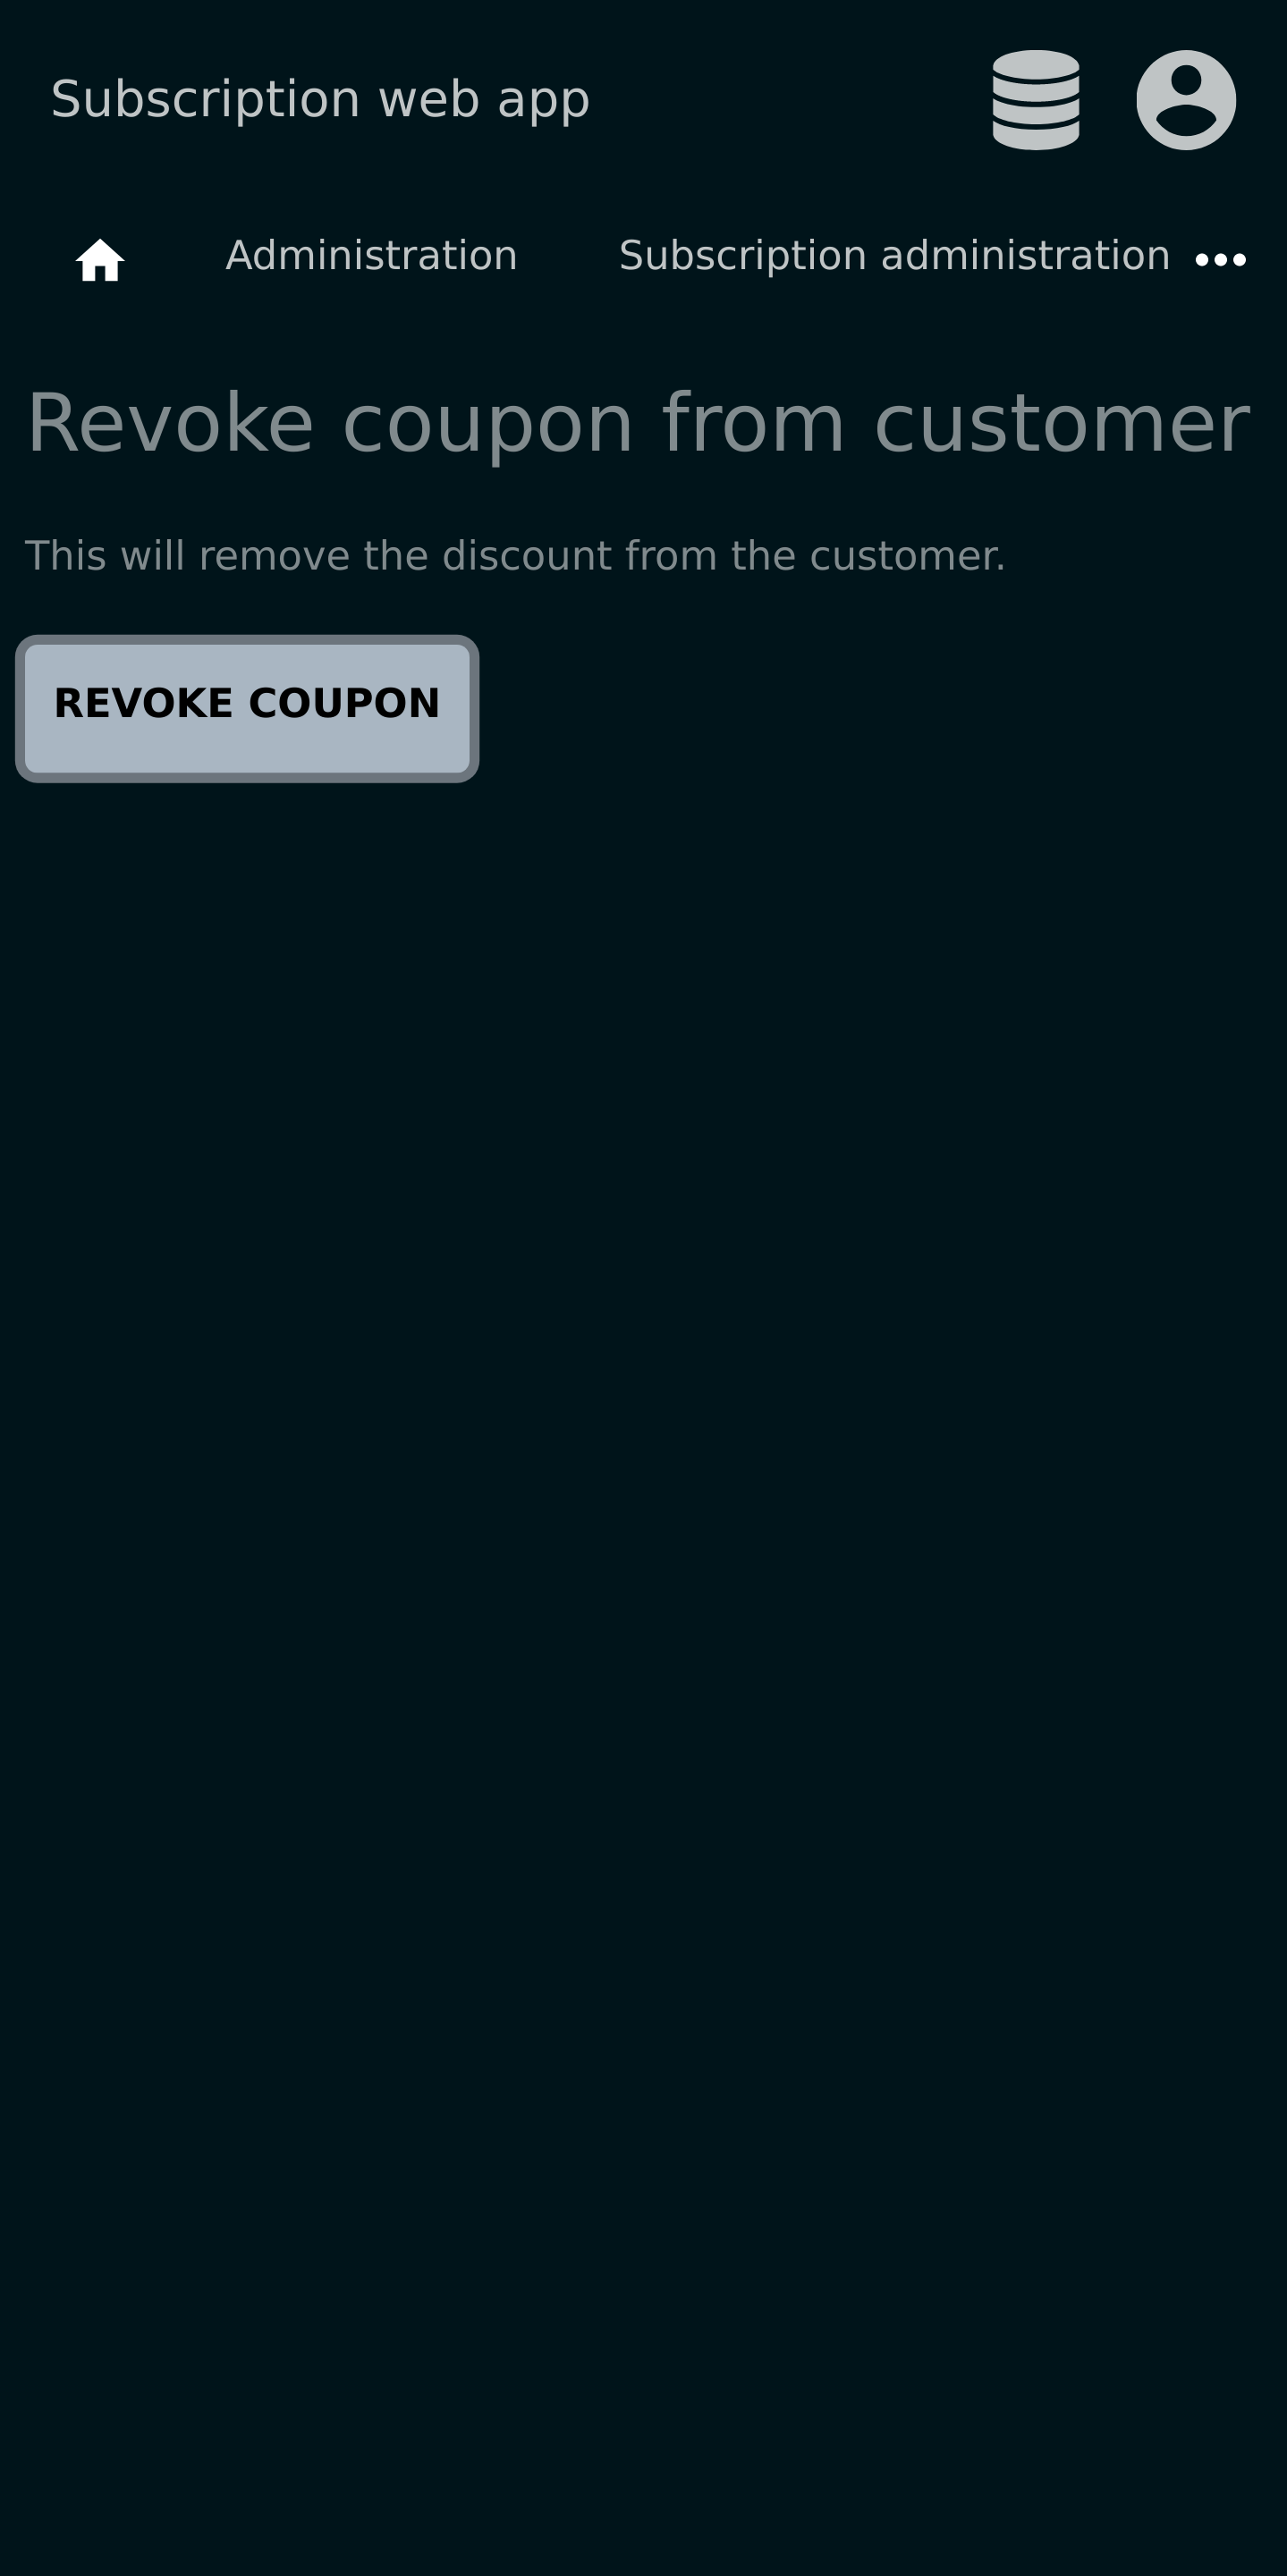 Subscription web app
Administration Subscription administration
Revoke coupon from customer
This will remove the discount from the customer.
REVOKE COUPON